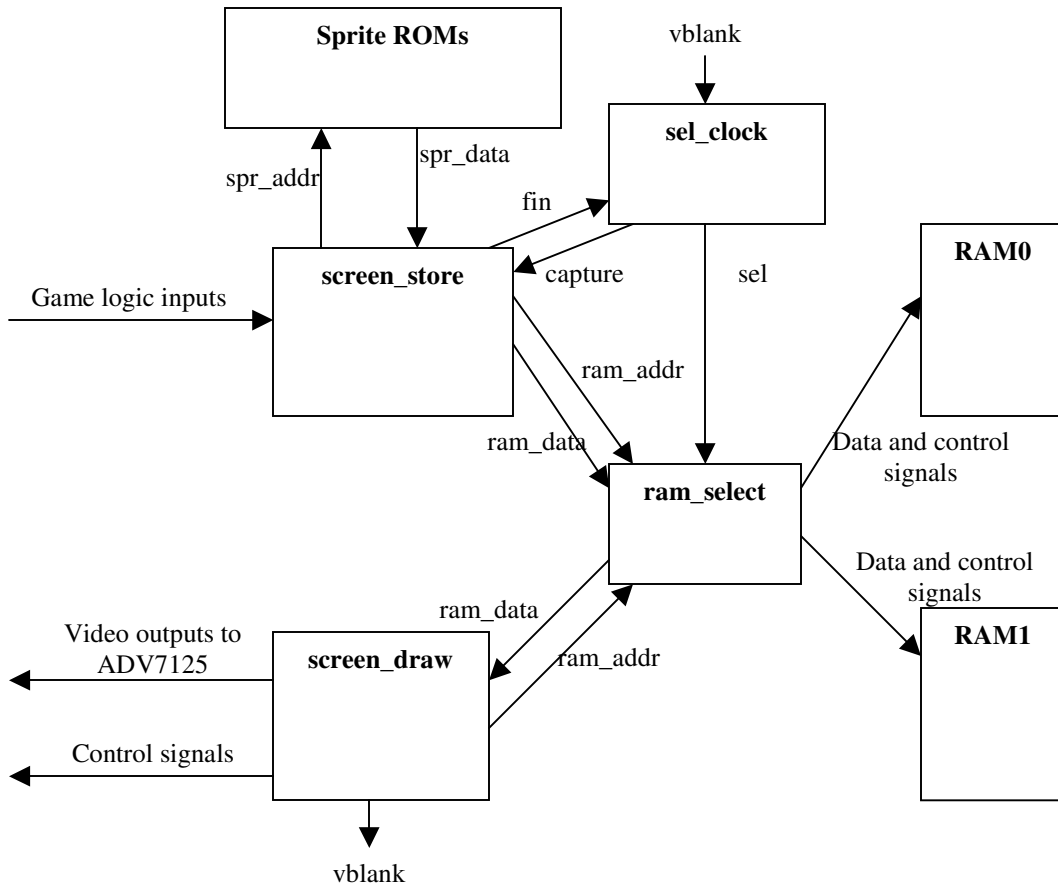 Sprite ROMs
vblank
sel_clock
spr_data
spr_addr
fin
RAM0
screen_store
capture
sel
Game logic inputs
ram_addr
ram_data
Data and control
signals
ram_select
Data and control
signals
ram_data
RAM1
Video outputs to
ADV7125
screen_draw
ram_addr
Control signals
vblank